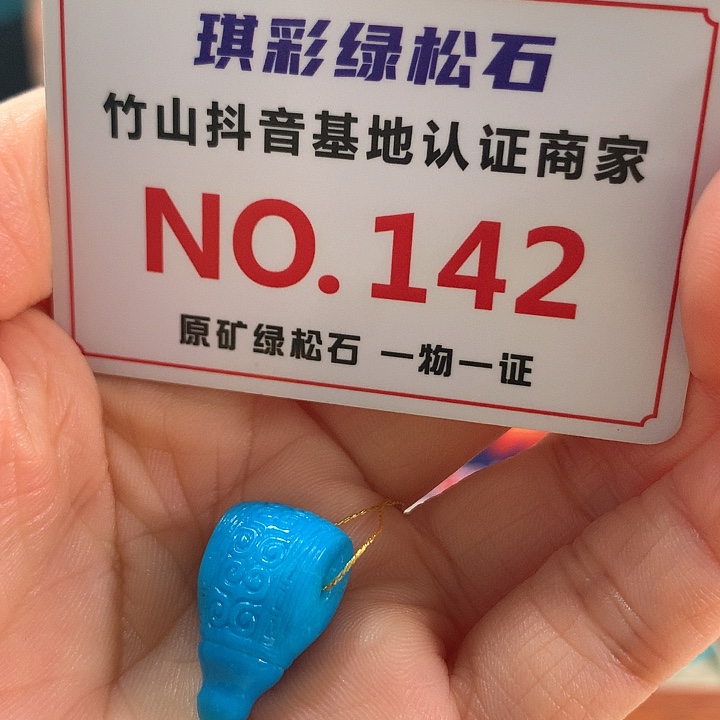 琪彩绿松石
竹山抖音基地认证商家
NO.142
原矿绿松石 一物一证